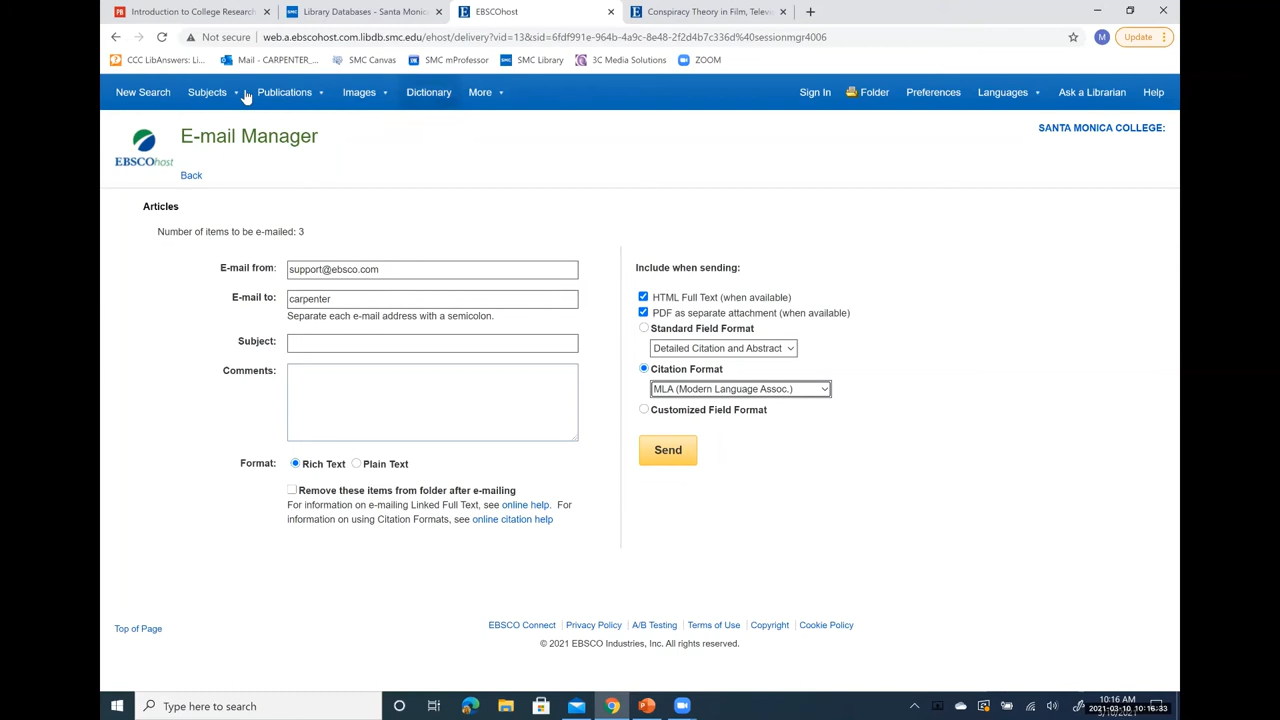 Introduction to College Research
Library Databases - Santa Monica
EBSCOhost
Conspiracy Theory in Film, Telev
Not secure web.a.ebscohost.com.libdb.smc.edu/ehost/delivery?vid=13&sid=6fdf991e-964b-4a9c-8e48-2f2d4b7c336d%40sessionmgr4006 M Update
CCC LibAnswers: Li... Mail - CARPENTER_... SMC Canvas SMC mProfessor SMC Library 3C Media Solutions ZOOM
New Search Subjects Publications Images Dictionary More Sign In Folder Preferences Languages Ask a Librarian Help
E-mail Manager
SANTA MONICA COLLEGE:
EBSCOhost
Back
Articles
Number of items to be e-mailed: 3
E-mail from: support@ebsco.com
E-mail to: carpenter
Separate each e-mail address with a semicolon.
Subject:
Comments:
Format: Rich Text Plain Text
Remove these items from folder after e-mailing
For information on e-mailing Linked Full Text, see online help. For
information on using Citation Formats, see online citation help
Include when sending:
HTML Full Text (when available)
PDF as separate attachment (when available)
Standard Field Format
Detailed Citation and Abstract
Citation Format
MLA (Modern Language Assoc.)
Customized Field Format
Send
Top of Page
EBSCO Connect Privacy Policy A/B Testing Terms of Use Copyright Cookie Policy
© 2021 EBSCO Industries, Inc. All rights reserved.
Type here to search
10:16 AM
2021-03-10 10:16:33